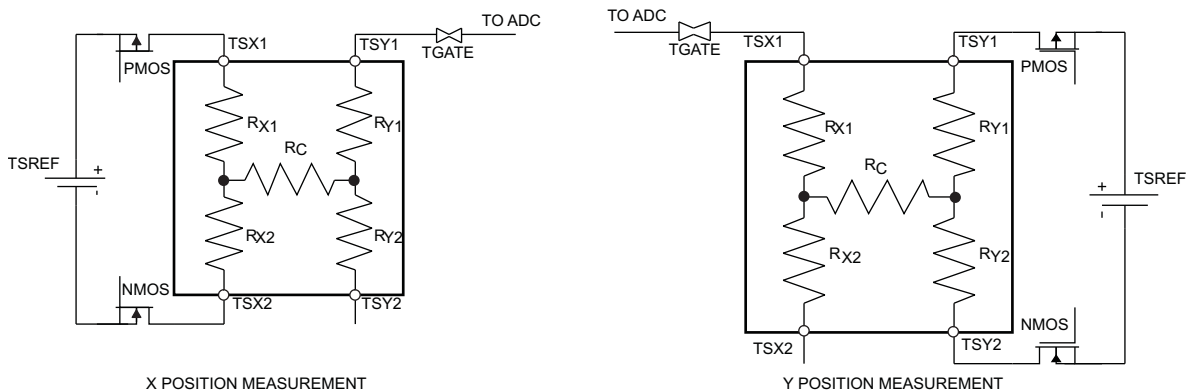 TO ADC
TSX1
TSY1
TGATE
PMOS
RX1
RY1
RC
TSREF
+
-
RX2
RY2
NMOS
TSX2
TSY2
X POSITION MEASUREMENT
TO ADC
TSX1
TGATE
TSY1
PMOS
RX1
RY1
RC
TSREF
+
-
RX2
RY2
NMOS
TSX2
TSY2
Y POSITION MEASUREMENT